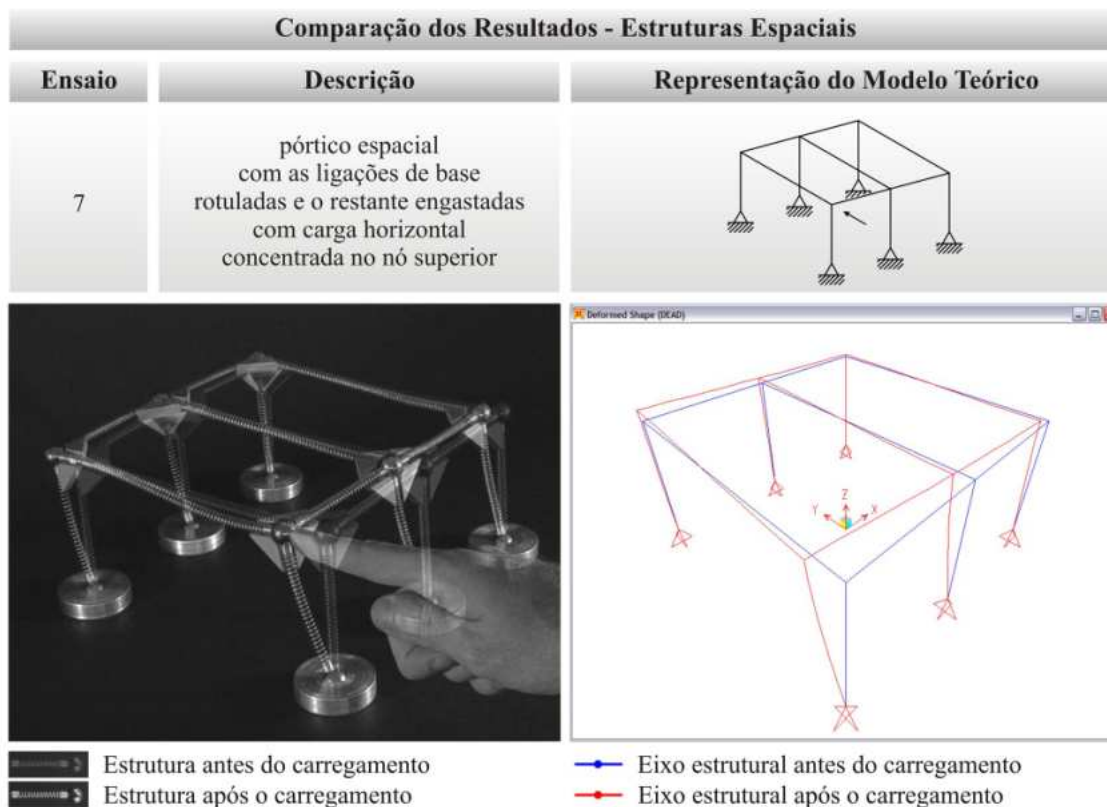 Comparação dos Resultados - Estruturas Espaciais
Ensaio
Descrição
Representação do Modelo Teórico
7
pórtico espacial
com as ligações de base
rotuladas e o restante engastadas
com carga horizontal
concentrada no nó superior
Deformed Shape (DEAD)
Z
Y
X
Estrutura antes do carregamento
Estrutura após o carregamento
Eixo estrutural antes do carregamento
Eixo estrutural após o carregamento